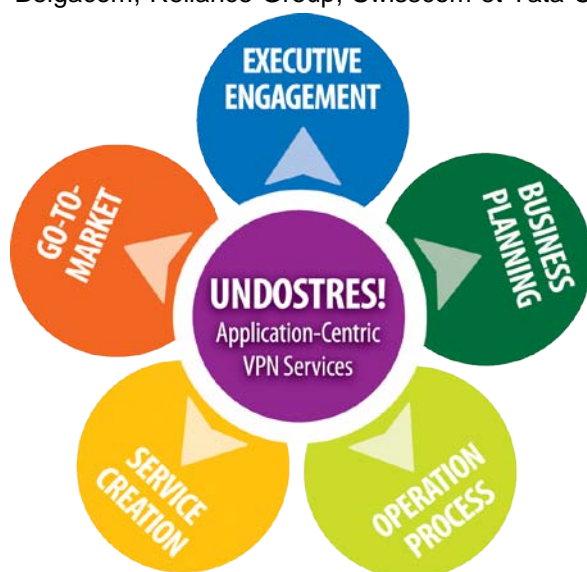 Belgacom, Reliance Group, Swisscom et Tata
EXECUTIVE
ENGAGEMENT
BUSINESS
PLANNING
OPERATION
PROCESS
SERVICE
CREATION
GO-TO-
MARKET
UNDOSTRES!
Application-Centric
VPN Services